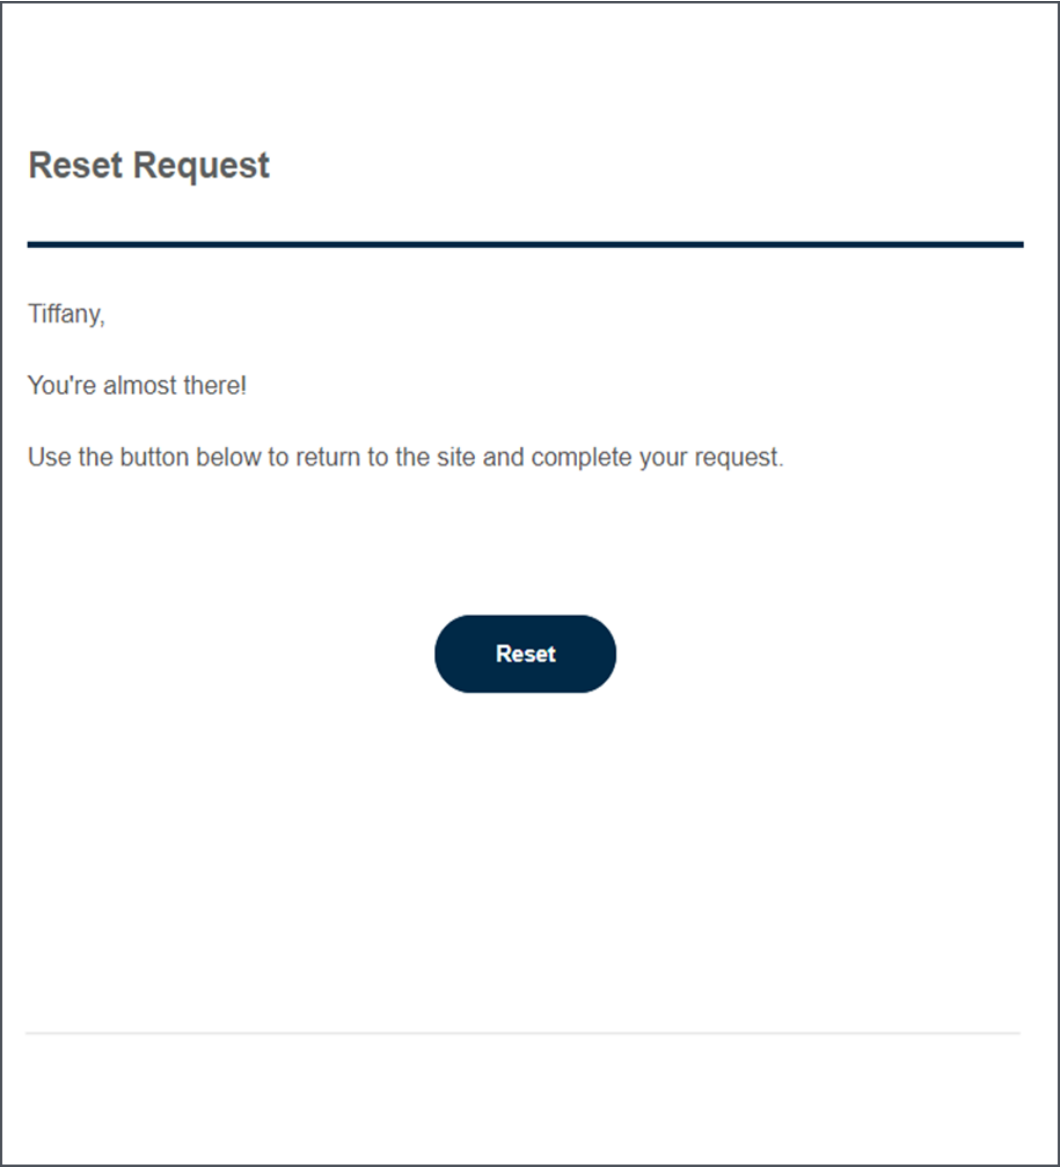 Reset Request
Tiffany,
You're almost there!
Use the button below to return to the site and complete your request.
Reset